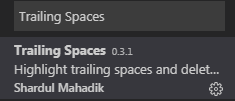 Trailing Spaces
Trailing Spaces 0.3.1
Highlight trailing spaces and delet...
Shardul Mahadik